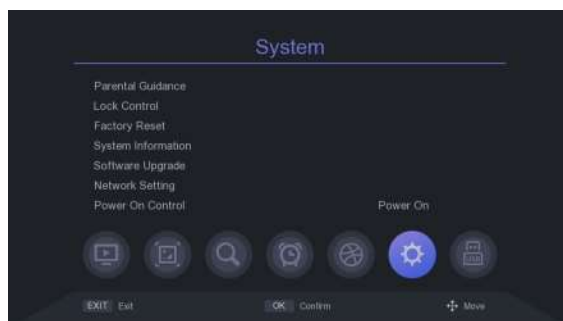 System
Parental Guidance
Lock Control
Factory Reset
System Information
Software Upgrade
Network Setting
Power On Control Power On
USB
EXIT Exit OK Confirm Move